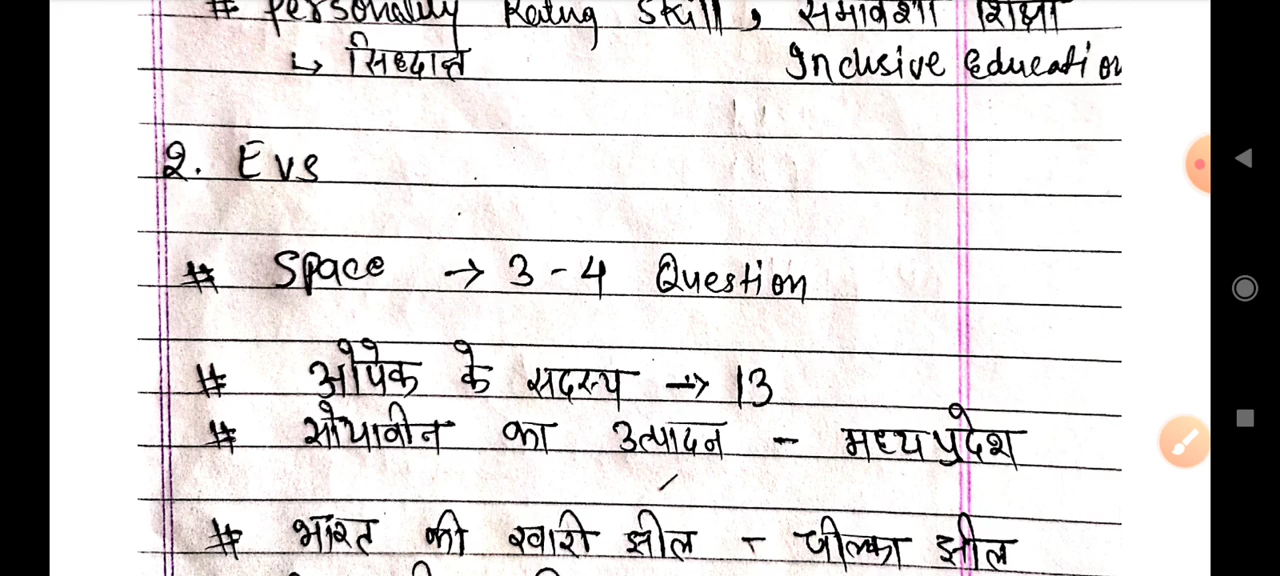 # Personality Rating Skill, समावेशी शिक्षा
↳ सिध्दान्त Inclusive Education
2. EVS
# Space → 3-4 Question
# ओपेक के सदस्य → 13
# सोयाबीन का उत्पादन - मध्यप्रदेश
# भारत की खारी झील - चील्का झील